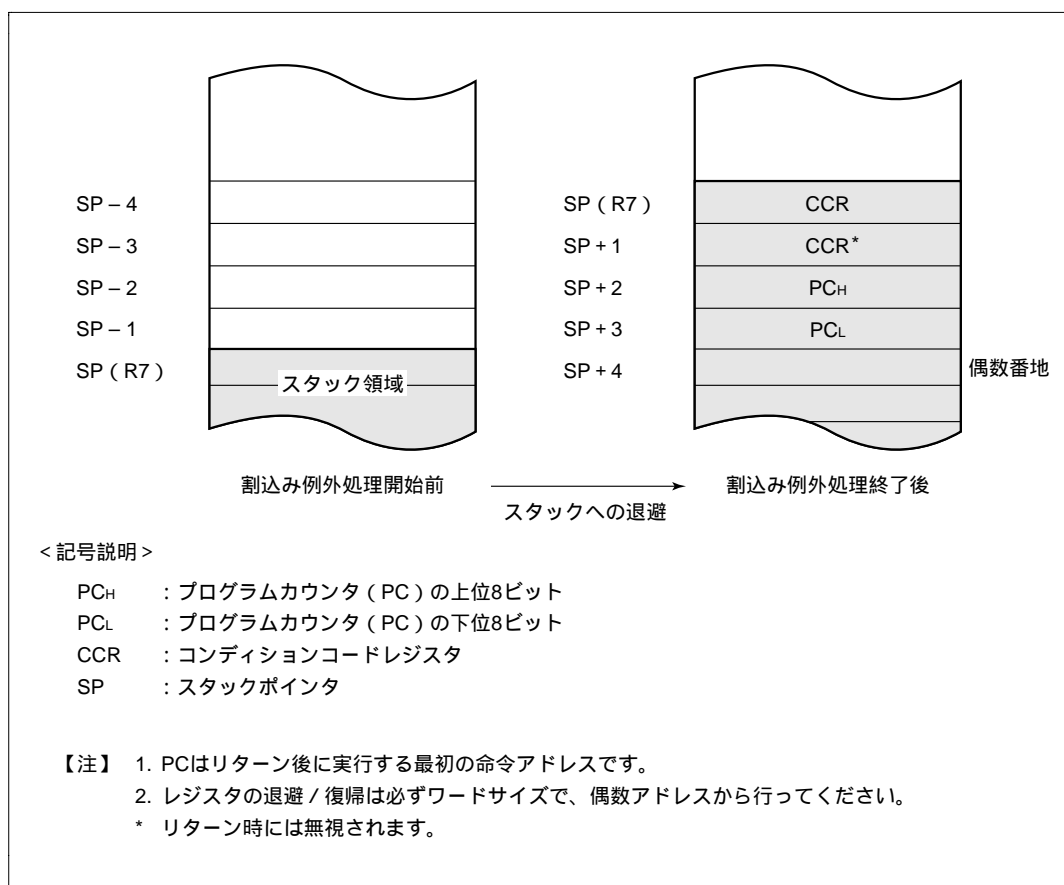 SP – 4
SP – 3
SP – 2
SP – 1
SP ( R7 )
スタック領域
SP ( R7 )
SP + 1
SP + 2
SP + 3
SP + 4
CCR
CCR*
PCH
PCL
偶数番地
割込み例外処理開始前
スタックへの退避
割込み例外処理終了後
<記号説明>
PCH :プログラムカウンタ ( PC ) の上位8ビット
PCL :プログラムカウンタ ( PC ) の下位8ビット
CCR :コンディションコードレジスタ
SP :スタックポインタ
【注】 1. PCはリターン後に実行する最初の命令アドレスです。
2. レジスタの退避 / 復帰は必ずワードサイズで、偶数アドレスから行ってください。
* リターン時には無視されます。